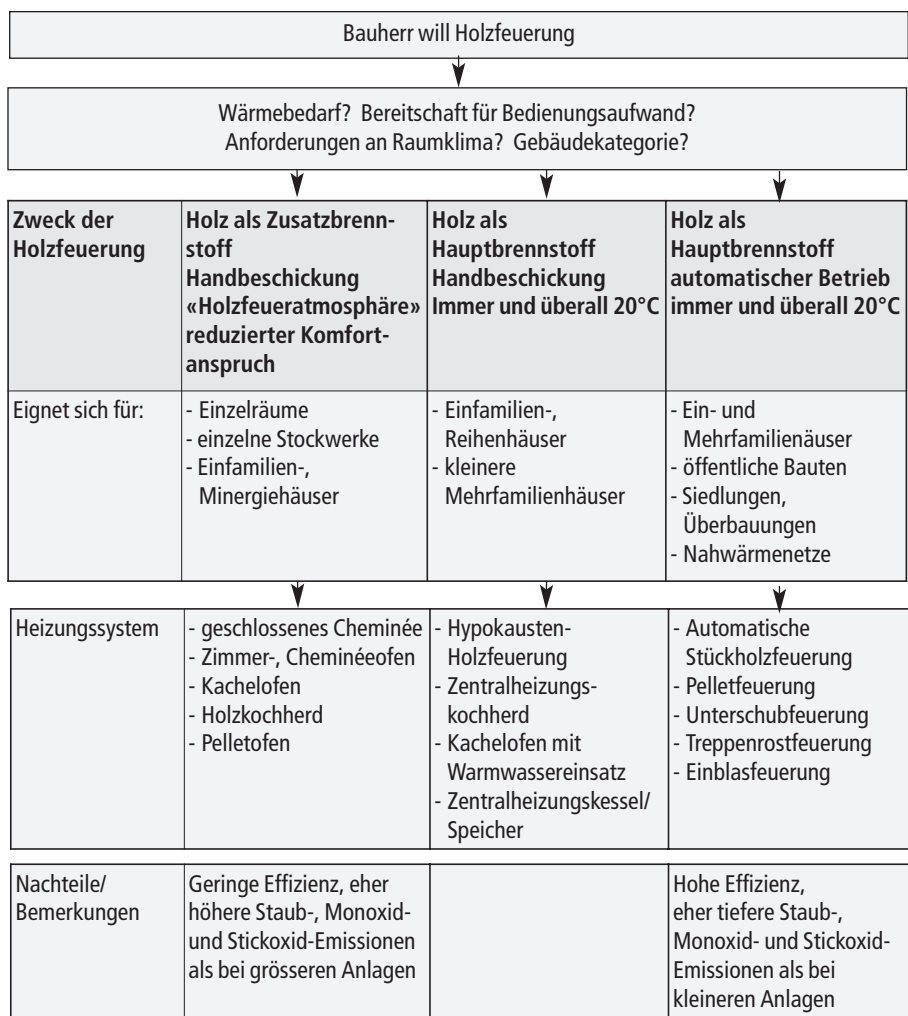 Bauherr will Holzfeuerung
Wärmebedarf? Bereitschaft für Bedienungsaufwand?
Anforderungen an Raumklima? Gebäudekategorie?
Zweck der
Holzfeuerung
Holz als Zusatzbrenn-
stoff
Handbeschickung
«Holzfeueratmosphäre»
reduzierter Komfort-
anspruch
Holz als
Hauptbrennstoff
Handbeschickung
Immer und überall 20°C
Holz als
Hauptbrennstoff
automatischer Betrieb
immer und überall 20°C
Eignet sich für:
- Einzelräume
- einzelne Stockwerke
- Einfamilien-,
Minergiehäuser
- Einfamilien-,
Reihenhäuser
- kleinere
Mehrfamilienhäuser
- Ein- und
Mehrfamilienäuser
- öffentliche Bauten
- Siedlungen,
Überbauungen
- Nahwärmenetze
Heizungssystem
- geschlossenes Cheminée
- Zimmer-, Cheminéeofen
- Kachelofen
- Holzkochherd
- Pelletofen
- Hypokausten-
Holzfeuerung
- Zentralheizungs-
kochherd
- Kachelofen mit
Warmwassereinsatz
- Zentralheizungskessel/
Speicher
- Automatische
Stückholzfeuerung
- Pelletfeuerung
- Unterschubfeuerung
- Treppenrostfeuerung
- Einblasfeuerung
Nachteile/
Bemerkungen
Geringe Effizienz, eher
höhere Staub-, Monoxid-
und Stickoxid-Emissionen
als bei grösseren Anlagen
Hohe Effizienz,
eher tiefere Staub-,
Monoxid- und Stickoxid-
Emissionen als bei
kleineren Anlagen